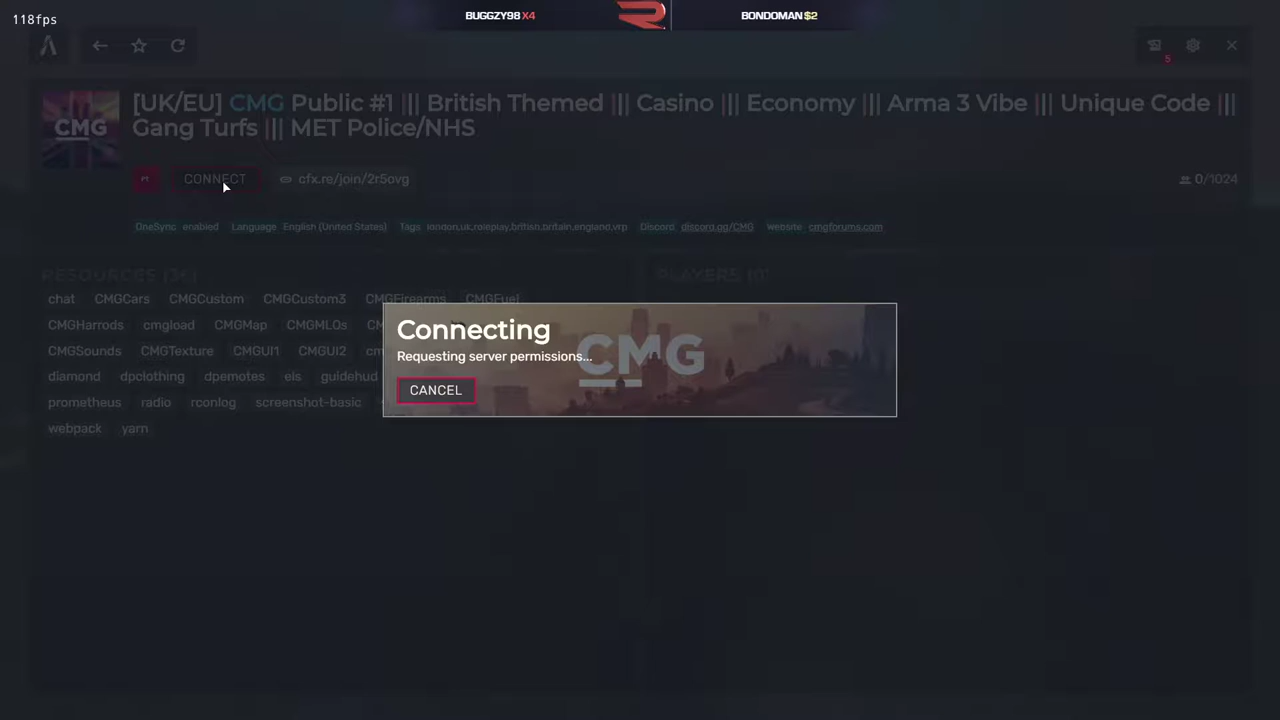 118fps
BUGGZY98 X4
BONDOMAN $2
5
[UK/EU] CMG Public #1 ||| British Themed ||| Casino ||| Economy ||| Arma 3 Vibe ||| Unique Code |||
Gang Turfs ||| MET Police/NHS
CMG
CONNECT
cfx.re/join/2r5ovg
0/1024
OneSync enabled Language English (United States) Tags london,uk,roleplay,british,britain,england,vrp Discord discord.gg/CMG Website cmgforums.com
RESOURCES
PLAYERS (0)
chat CMGCars CMGCustom CMGCustom3 CMGFirearms CMGFuel
CMGHarrods cmgload CMGMap CMGMLOs
CMGSounds CMGTexture CMGUI1 CMGUI2
diamond dpclothing dpemotes els guidehud
prometheus radio rconlog screenshot-basic
webpack yarn
Connecting
Requesting server permissions...
CMG
CANCEL